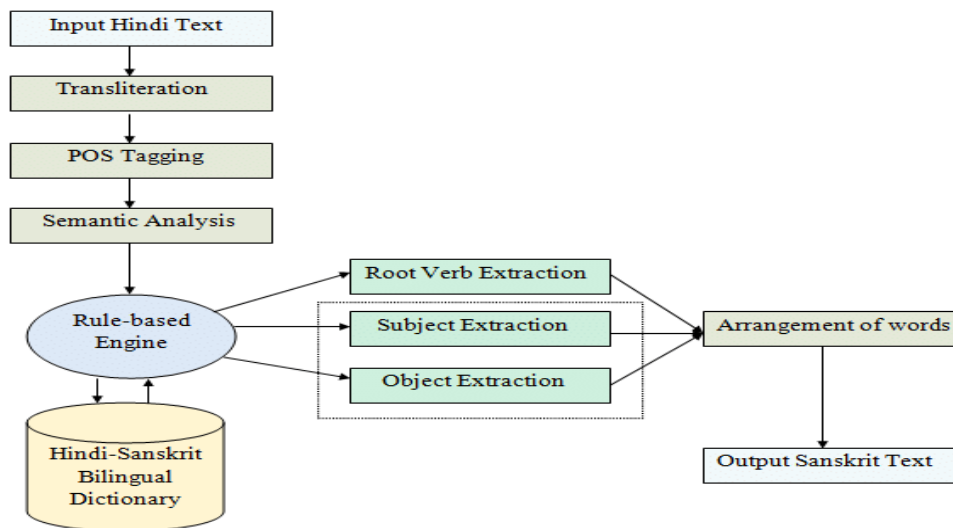 Input Hindi Text
Transliteration
POS Tagging
Semantic Analysis
Rule-based
Engine
Hindi-Sanskrit
Bilingual
Dictionary
Root Verb Extraction
Subject Extraction
Object Extraction
Arrangement of words
Output Sanskrit Text